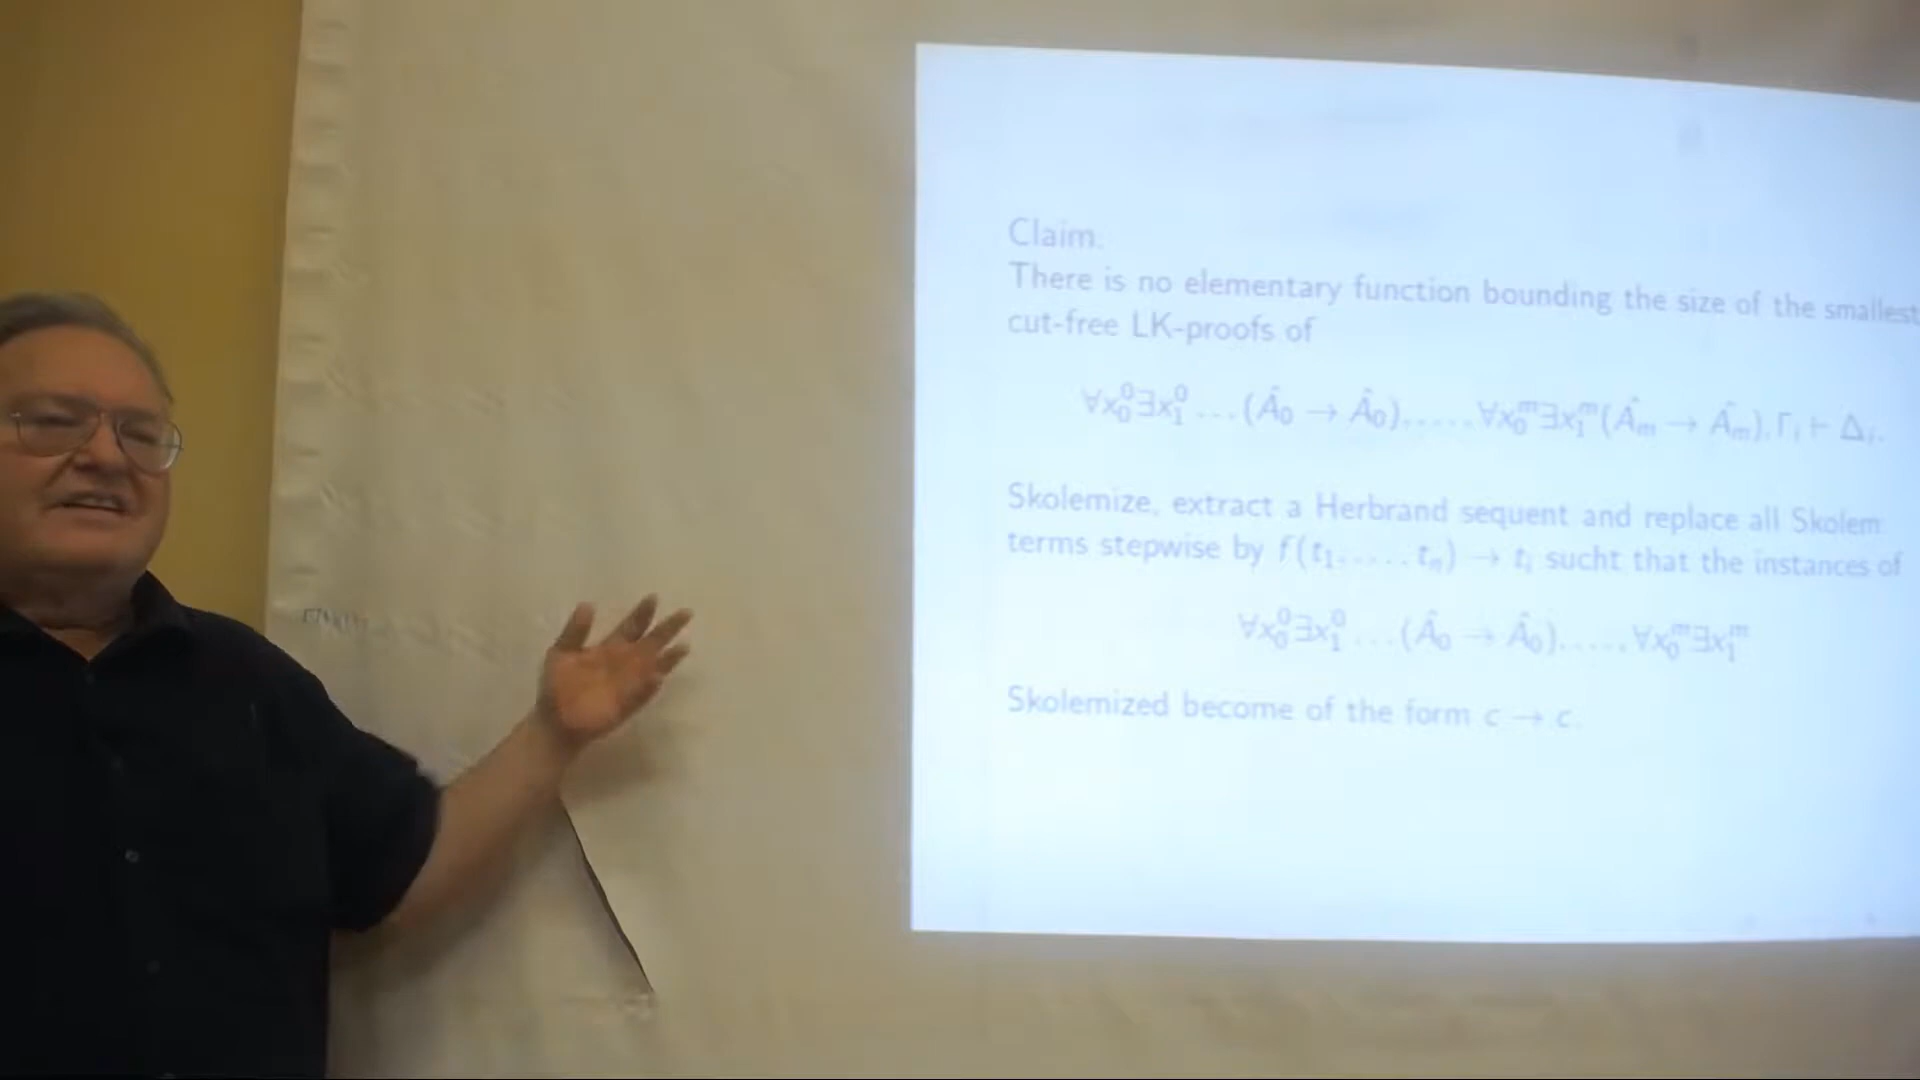 Claim.
There is no elementary function bounding the size of the smallest
cut-free LK-proofs of
∀x₀⁰∃x₁⁰ ... (Â₀ → Â₀), ..., ∀x₀ᵐ∃x₁ᵐ(Âₘ → Âₘ), Γᵢ ⊢ Δᵢ.
Skolemize, extract a Herbrand sequent and replace all Skolem
terms stepwise by f(t₁, ..., tₙ) → tᵢ sucht that the instances of
∀x₀⁰∃x₁⁰ ... (Â₀ → Â₀), ..., ∀x₀ᵐ∃x₁ᵐ
Skolemized become of the form c → c.